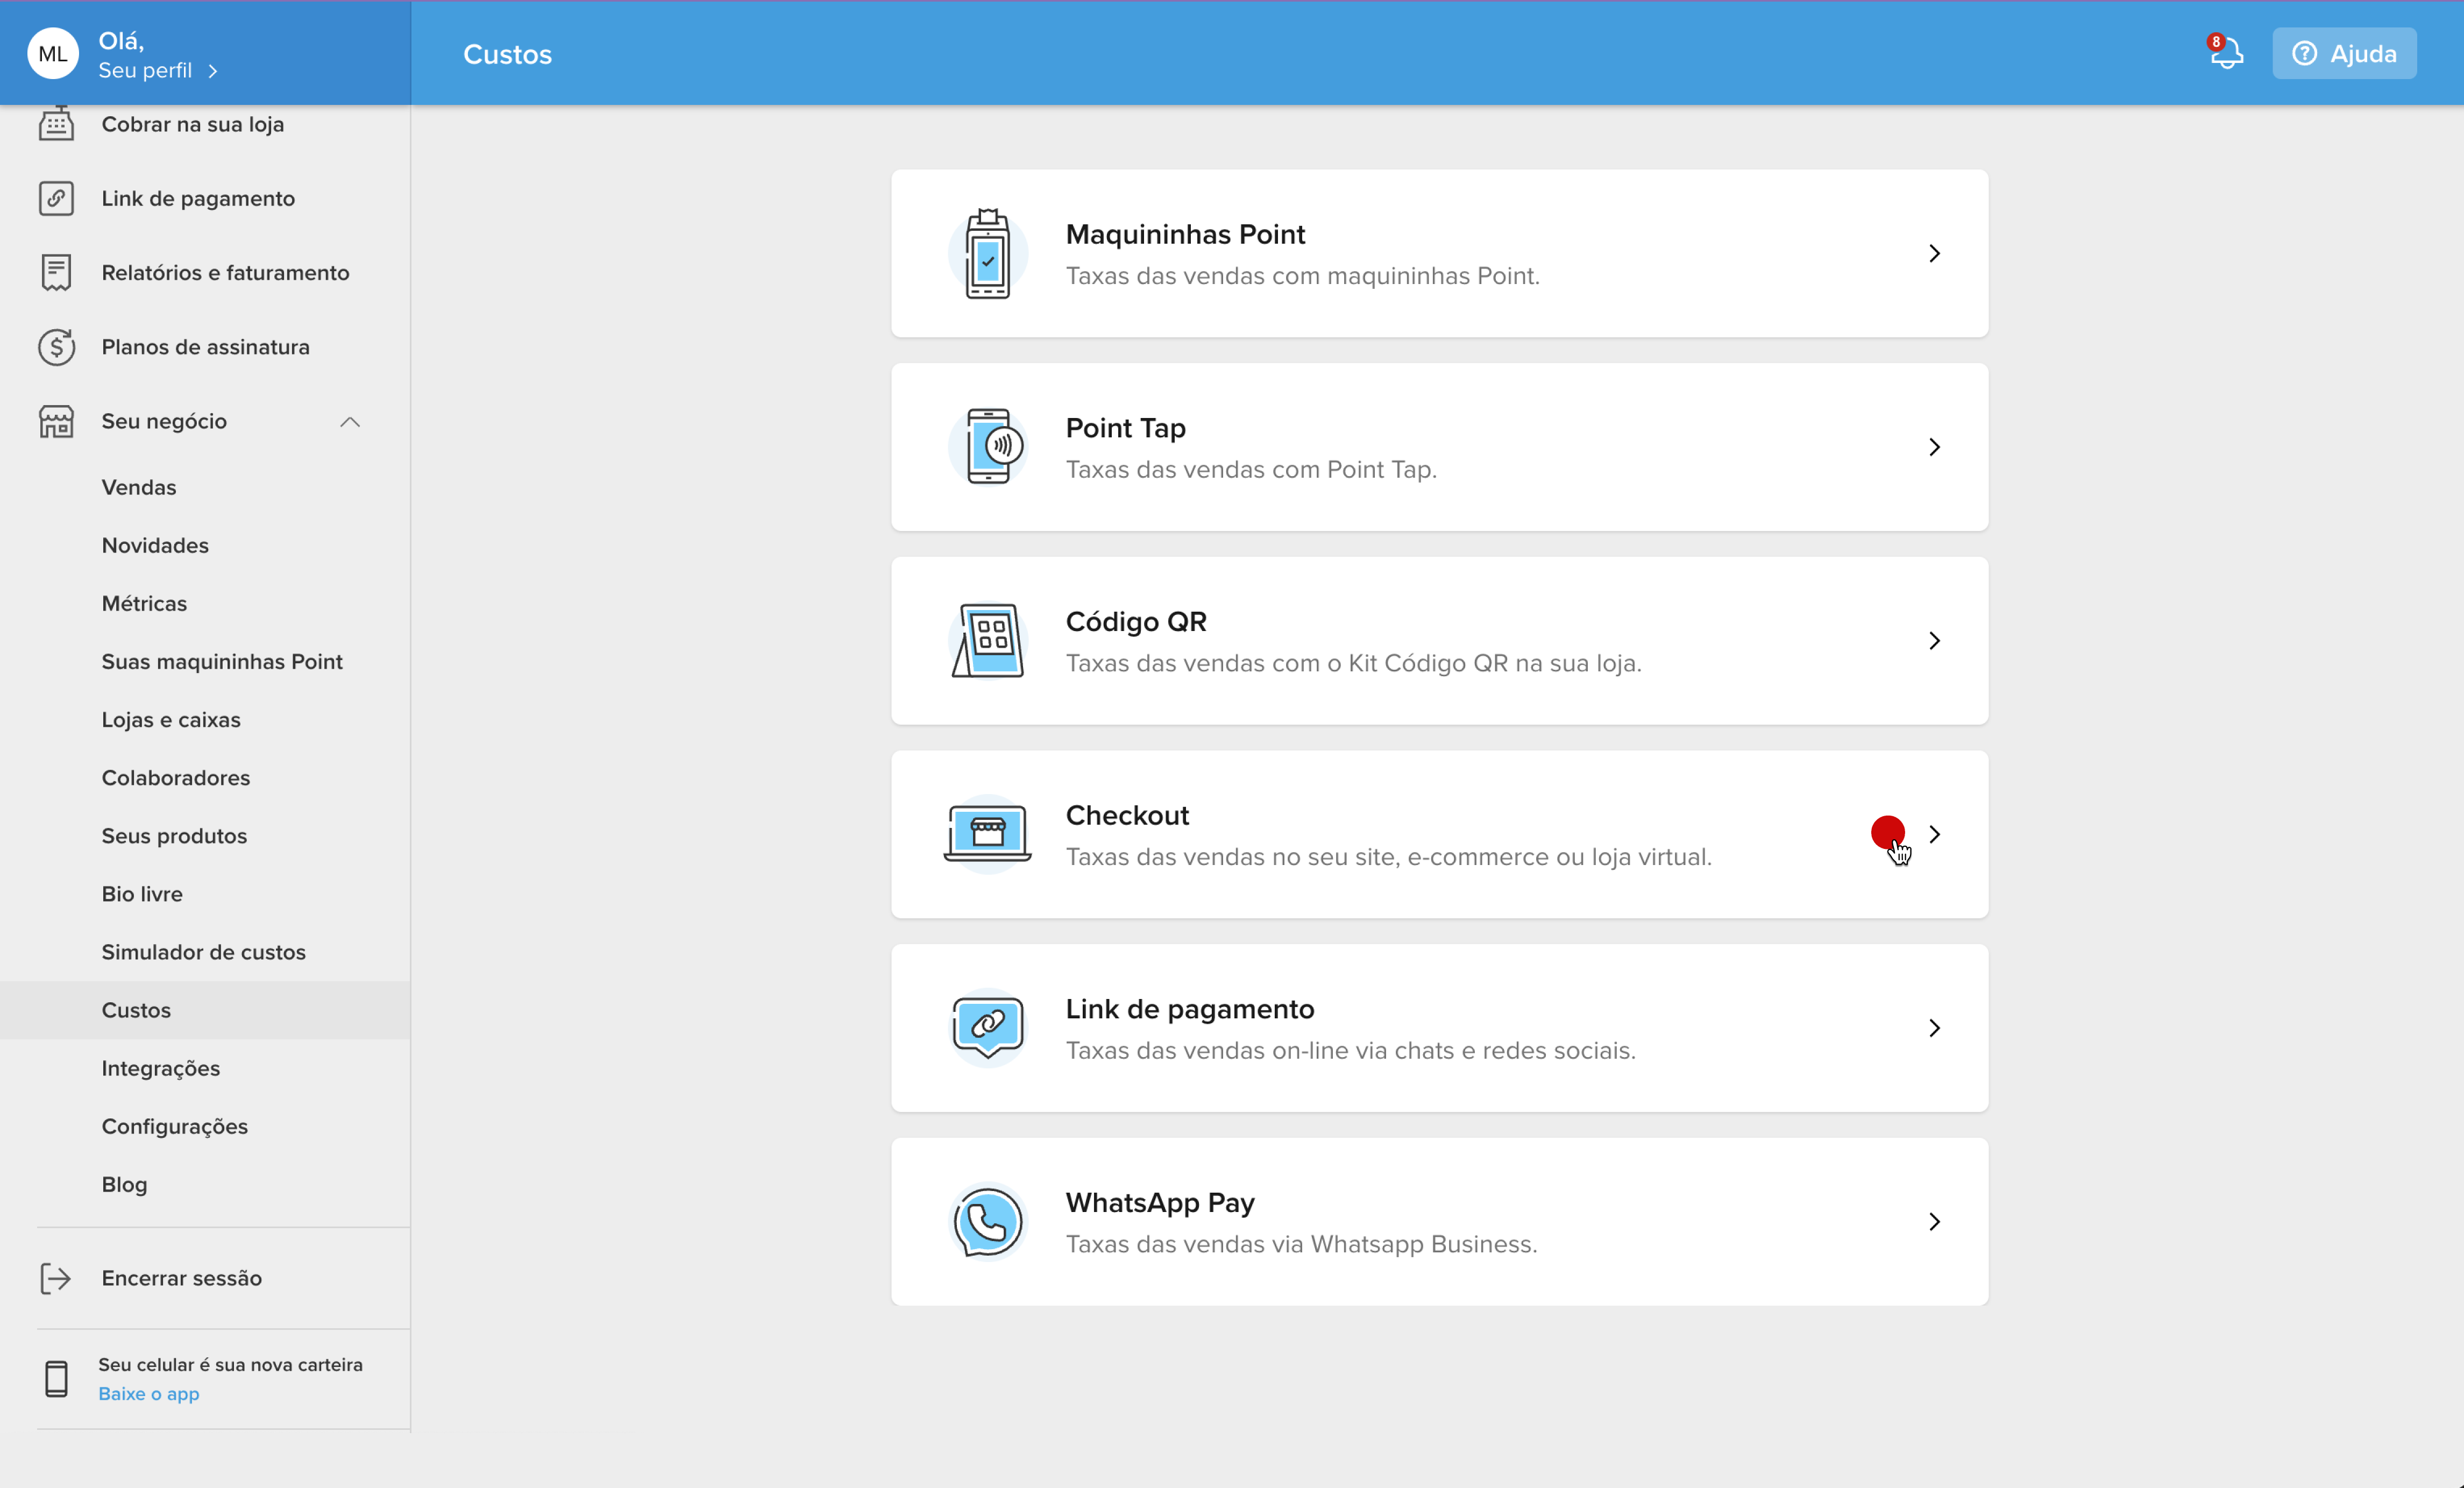 ML
Olá,
Seu perfil
Custos
8
Ajuda
Cobrar na sua loja
Link de pagamento
Relatórios e faturamento
Planos de assinatura
Seu negócio
Vendas
Novidades
Métricas
Suas maquininhas Point
Lojas e caixas
Colaboradores
Seus produtos
Bio livre
Simulador de custos
Custos
Integrações
Configurações
Blog
Encerrar sessão
Seu celular é sua nova carteira
Baixe o app
Maquininhas Point
Taxas das vendas com maquininhas Point.
Point Tap
Taxas das vendas com Point Tap.
Código QR
Taxas das vendas com o Kit Código QR na sua loja.
Checkout
Taxas das vendas no seu site, e-commerce ou loja virtual.
Link de pagamento
Taxas das vendas on-line via chats e redes sociais.
WhatsApp Pay
Taxas das vendas via Whatsapp Business.